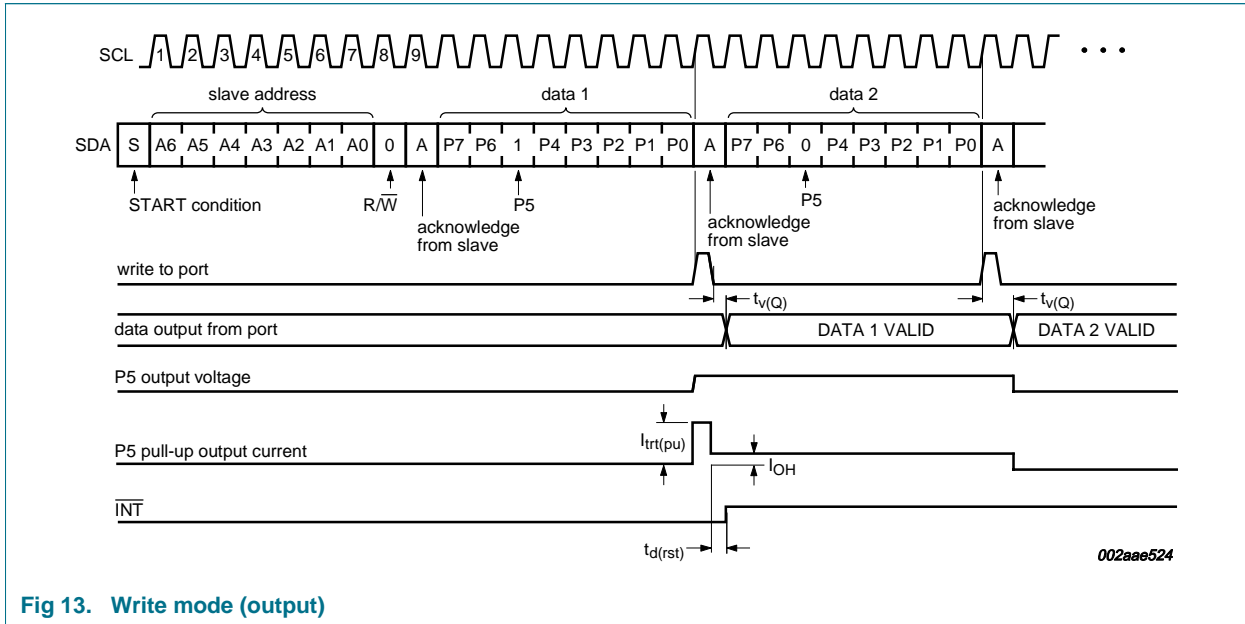 SCL 1 2 3 4 5 6 7 8 9 • • •
slave address data 1 data 2
SDA S A6 A5 A4 A3 A2 A1 A0 0 A P7 P6 1 P4 P3 P2 P1 P0 A P7 P6 0 P4 P3 P2 P1 P0 A
START condition R/W̅ acknowledge from slave P5 acknowledge from slave P5 acknowledge from slave
write to port
tv(Q) tv(Q)
data output from port DATA 1 VALID DATA 2 VALID
P5 output voltage
P5 pull-up output current Itrt(pu) IOH
I̅N̅T̅
td(rst)
002aae524
Fig 13. Write mode (output)